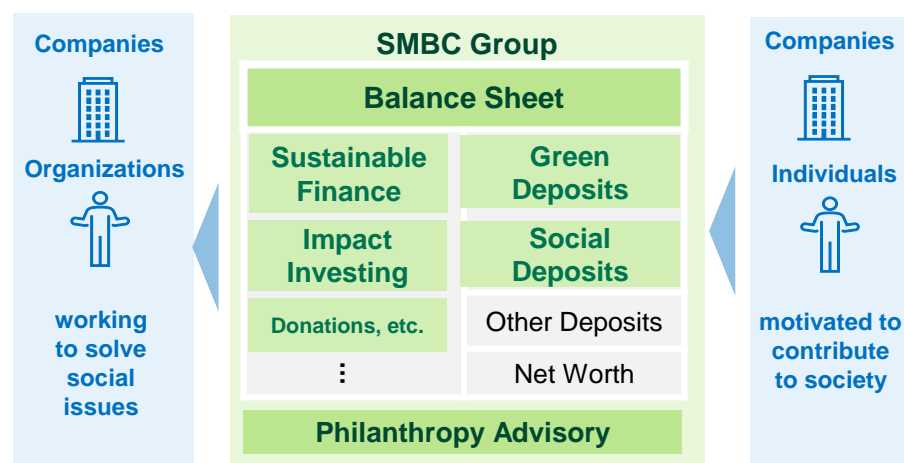 Companies
Organizations
working
to solve
social
issues
SMBC Group
Balance Sheet
Sustainable
Finance
Impact
Investing
Donations, etc.
⋮
Green
Deposits
Social
Deposits
Other Deposits
Net Worth
Philanthropy Advisory
Companies
Individuals
motivated to
contribute
to society